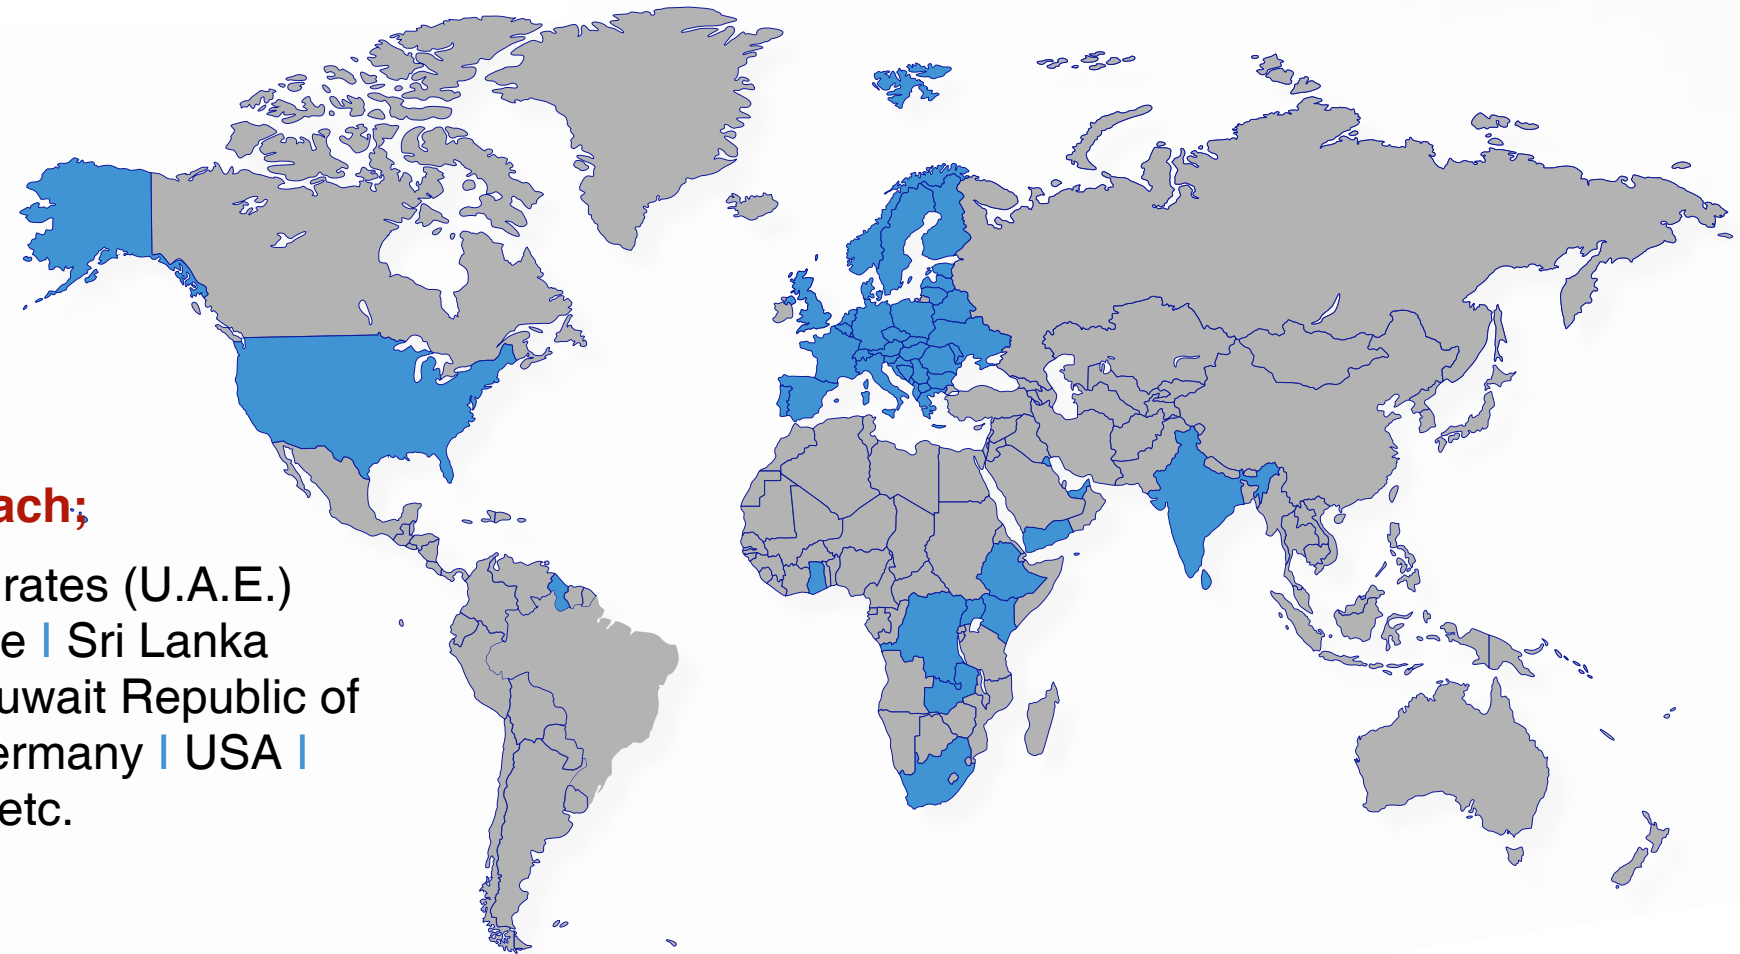 ach;
rates (U.A.E.)
e | Sri Lanka
uwait Republic of
ermany | USA |
etc.